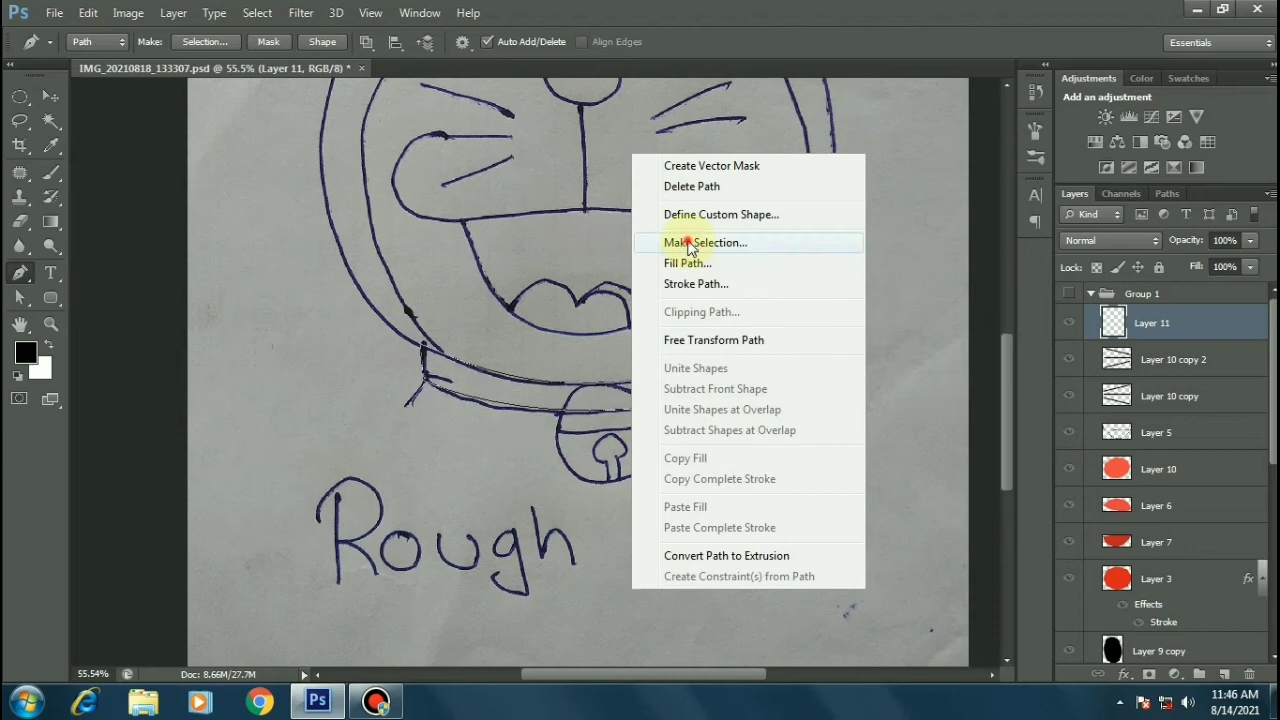 Ps File Edit Image Layer Type Select Filter 3D View Window Help
Path Make: Selection... Mask Shape Auto Add/Delete Align Edges Essentials
IMG_20210818_133307.psd @ 55.5% (Layer 11, RGB/8) *
Adjustments Color Swatches
Add an adjustment
Layers Channels Paths
Kind
Normal Opacity: 100%
Lock: Fill: 100%
Group 1
Layer 11
Layer 10 copy 2
Layer 10 copy
Layer 5
Layer 10
Layer 6
Layer 7
Layer 3 fx
Effects
Stroke
Layer 9 copy
Create Vector Mask
Delete Path
Define Custom Shape...
Make Selection...
Fill Path...
Stroke Path...
Clipping Path...
Free Transform Path
Unite Shapes
Subtract Front Shape
Unite Shapes at Overlap
Subtract Shapes at Overlap
Copy Fill
Copy Complete Stroke
Paste Fill
Paste Complete Stroke
Convert Path to Extrusion
Create Constraint(s) from Path
Rough
55.54% Doc: 8.66M/27.7M
Ps
11:46 AM
8/14/2021